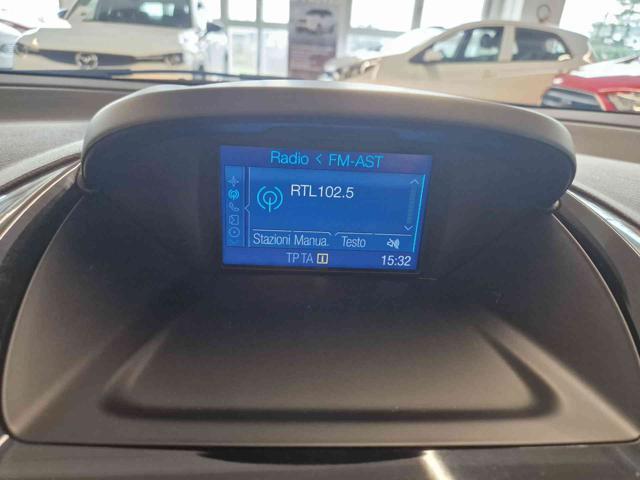 Radio < FM-AST
RTL102.5
Stazioni Manua. Testo
TP TA i 15:32